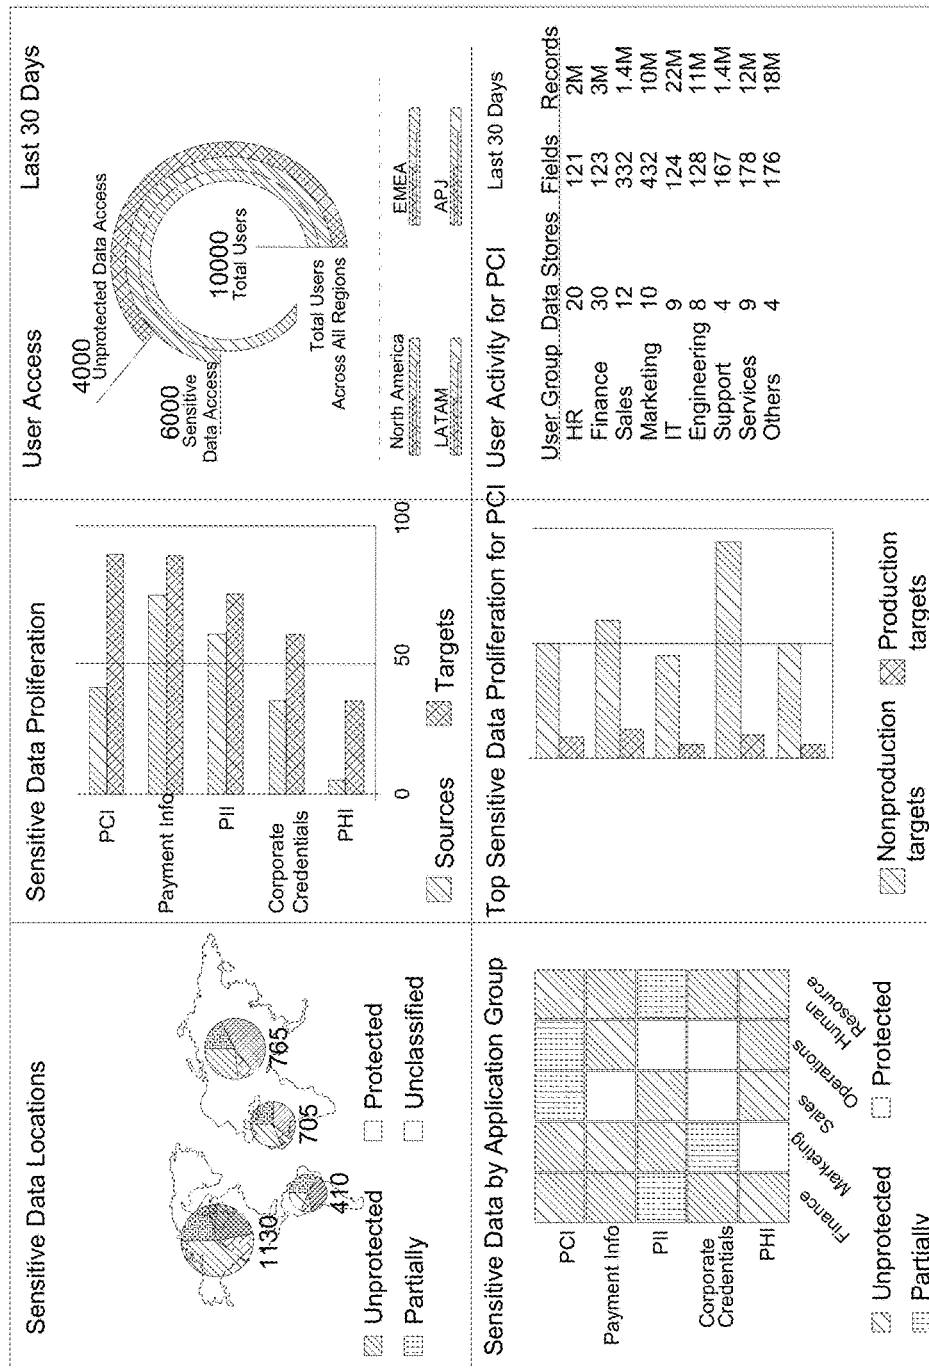 Sensitive Data Locations
1130
410
705
765
Unprotected
Protected
Partially
Unclassified
Sensitive Data Proliferation
PCI
Payment Info
PII
Corporate
Credentials
PHI
0
50
100
Sources
Targets
User Access
Last 30 Days
4000
Unprotected Data Access
6000
Sensitive
Data Access
10000
Total Users
Total Users
Across All Regions
North America
EMEA
LATAM
APJ
Sensitive Data by Application Group
PCI
Payment Info
PII
Corporate
Credentials
PHI
Finance
Marketing
Sales
Operations
Human
Resource
Unprotected
Protected
Partially
Top Sensitive Data Proliferation for PCI
Nonproduction
targets
Production
targets
User Activity for PCI
Last 30 Days
User Group Data Stores Fields Records
HR 20 121 2M
Finance 30 123 3M
Sales 12 332 1.4M
Marketing 10 432 10M
IT 9 124 22M
Engineering 8 128 11M
Support 4 167 1.4M
Services 9 178 12M
Others 4 176 18M